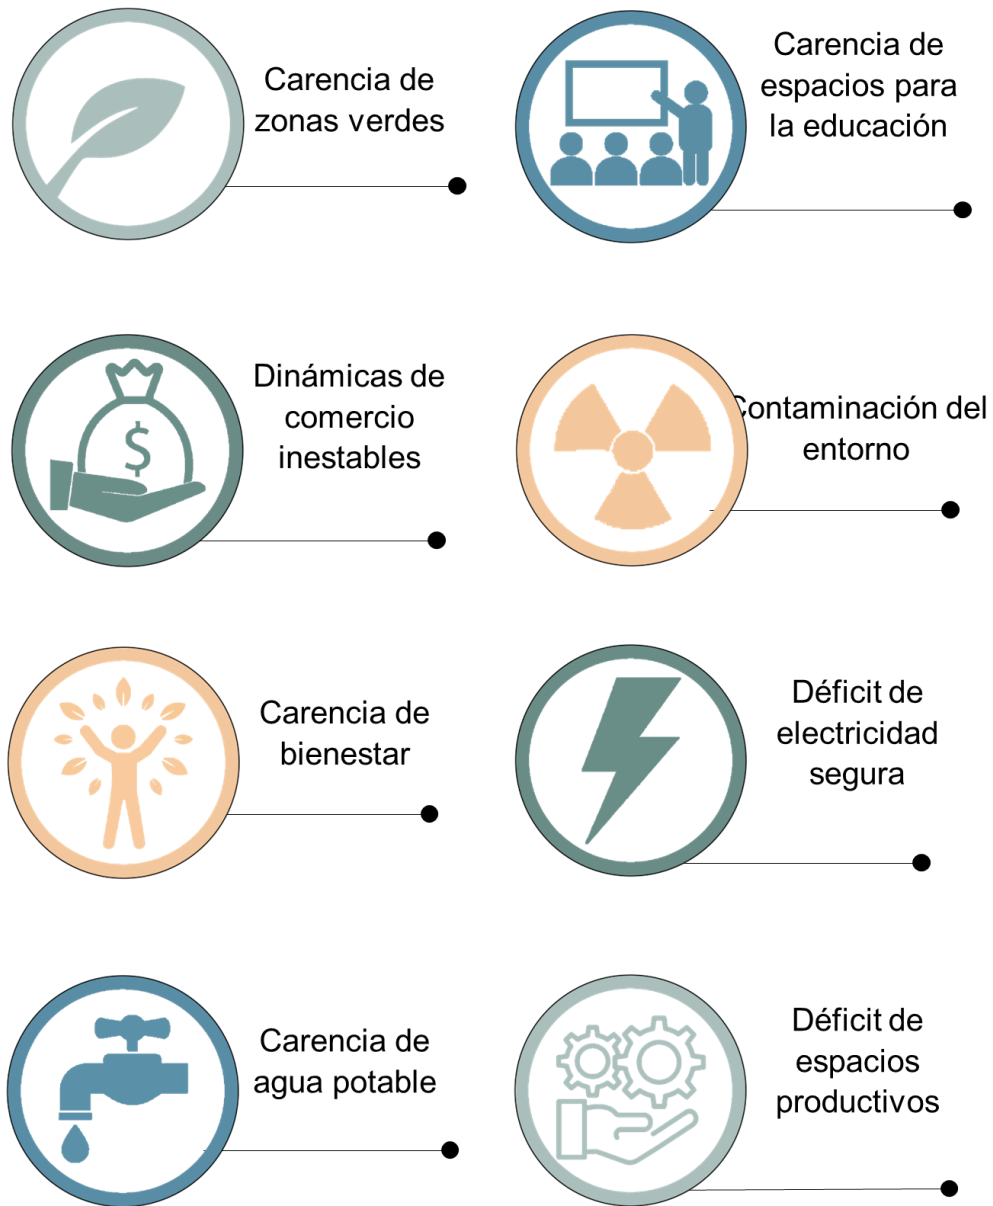 Carencia de
zonas verdes
Carencia de
espacios para
la educación
Dinámicas de
comercio
inestables
$
Contaminación del
entorno
Carencia de
bienestar
Déficit de
electricidad
segura
Carencia de
agua potable
Déficit de
espacios
productivos